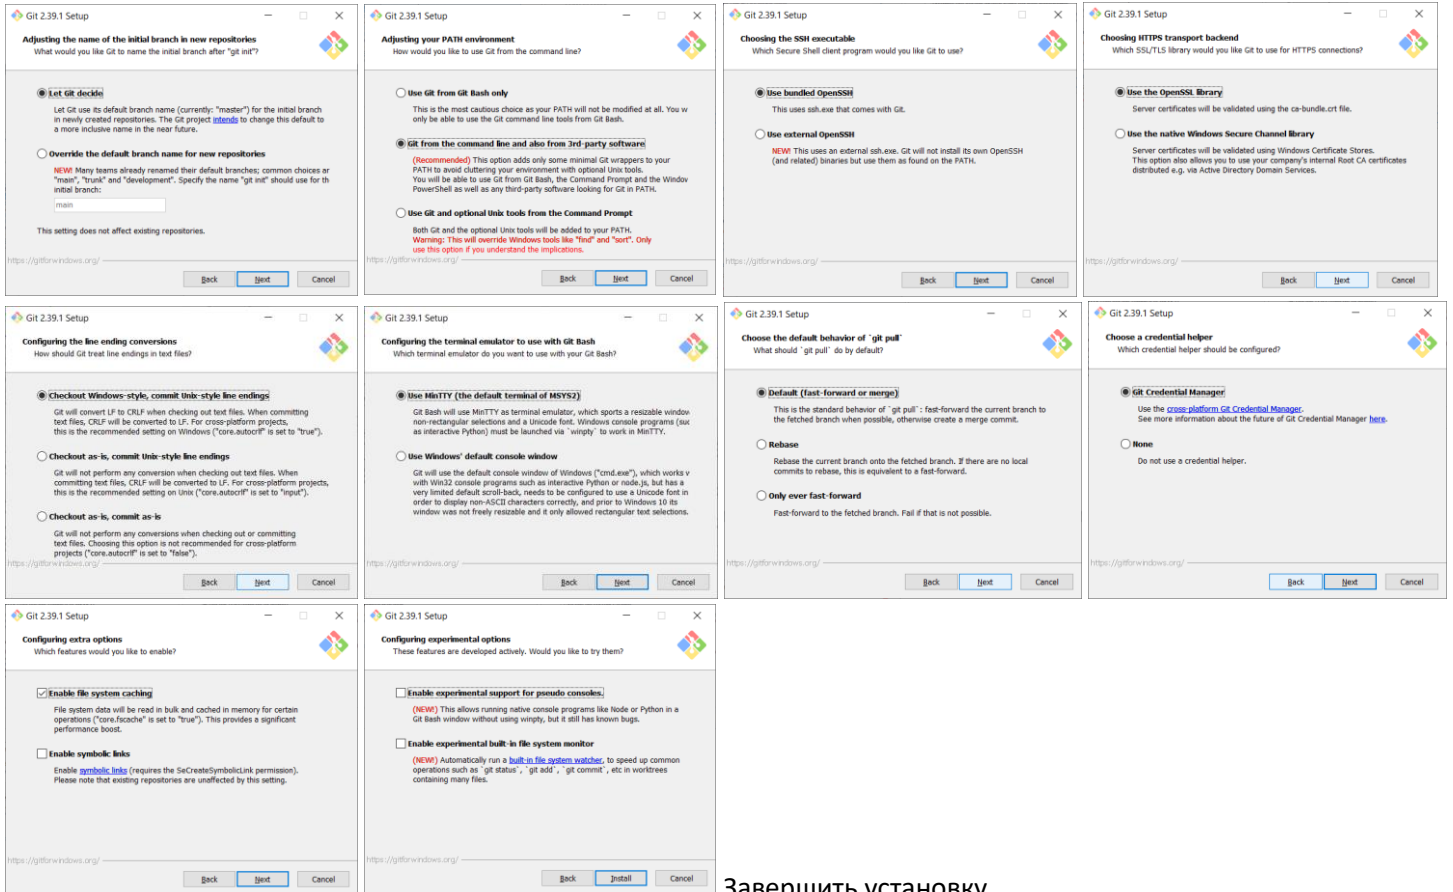 Git 2.39.1 Setup
Adjusting the name of the initial branch in new repositories
What would you like Git to name the initial branch after "git init"?
Let Git decide
Let Git use its default branch name (currently: "master") for the initial branch
in newly created repositories. The Git project intends to change this default to
a more inclusive name in the near future.
Override the default branch name for new repositories
NEW! Many teams already renamed their default branches; common choices ar
"main", "trunk" and "development". Specify the name "git init" should use for th
initial branch:
main
This setting does not affect existing repositories.
https://gitforwindows.org/
Back Next Cancel
Git 2.39.1 Setup
Adjusting your PATH environment
How would you like to use Git from the command line?
Use Git from Git Bash only
This is the most cautious choice as your PATH will not be modified at all. You w
only be able to use the Git command line tools from Git Bash.
Git from the command line and also from 3rd-party software
(Recommended) This option adds only some minimal Git wrappers to your
PATH to avoid cluttering your environment with optional Unix tools.
You will be able to use Git from Git Bash, the Command Prompt and the Window
PowerShell as well as any third-party software looking for Git in PATH.
Use Git and optional Unix tools from the Command Prompt
Both Git and the optional Unix tools will be added to your PATH.
Warning: This will override Windows tools like "find" and "sort". Only
use this option if you understand the implications.
https://gitforwindows.org/
Back Next Cancel
Git 2.39.1 Setup
Choosing the SSH executable
Which Secure Shell client program would you like Git to use?
Use bundled OpenSSH
This uses ssh.exe that comes with Git.
Use external OpenSSH
NEW! This uses an external ssh.exe. Git will not install its own OpenSSH
(and related) binaries but use them as found on the PATH.
https://gitforwindows.org/
Back Next Cancel
Git 2.39.1 Setup
Choosing HTTPS transport backend
Which SSL/TLS library would you like Git to use for HTTPS connections?
Use the OpenSSL library
Server certificates will be validated using the ca-bundle.crt file.
Use the native Windows Secure Channel library
Server certificates will be validated using Windows Certificate Stores.
This option also allows you to use your company's internal Root CA certificates
distributed e.g. via Active Directory Domain Services.
https://gitforwindows.org/
Back Next Cancel
Git 2.39.1 Setup
Configuring the line ending conversions
How should Git treat line endings in text files?
Checkout Windows-style, commit Unix-style line endings
Git will convert LF to CRLF when checking out text files. When committing
text files, CRLF will be converted to LF. For cross-platform projects,
this is the recommended setting on Windows ("core.autocrlf" is set to "true").
Checkout as-is, commit Unix-style line endings
Git will not perform any conversion when checking out text files. When
committing text files, CRLF will be converted to LF. For cross-platform projects,
this is the recommended setting on Unix ("core.autocrlf" is set to "input").
Checkout as-is, commit as-is
Git will not perform any conversions when checking out or committing
text files. Choosing this option is not recommended for cross-platform
projects ("core.autocrlf" is set to "false").
https://gitforwindows.org/
Back Next Cancel
Git 2.39.1 Setup
Configuring the terminal emulator to use with Git Bash
Which terminal emulator do you want to use with your Git Bash?
Use MinTTY (the default terminal of MSYS2)
Git Bash will use MinTTY as terminal emulator, which sports a resizable window
non-rectangular selections and a Unicode font. Windows console programs (suc
as interactive Python) must be launched via `winpty` to work in MinTTY.
Use Windows' default console window
Git will use the default console window of Windows ("cmd.exe"), which works v
with Win32 console programs such as interactive Python or node.js, but has a
very limited default scroll-back, needs to be configured to use a Unicode font in
order to display non-ASCII characters correctly, and prior to Windows 10 its
window was not freely resizable and it only allowed rectangular text selections.
https://gitforwindows.org/
Back Next Cancel
Git 2.39.1 Setup
Choose the default behavior of `git pull`
What should `git pull` do by default?
Default (fast-forward or merge)
This is the standard behavior of `git pull`: fast-forward the current branch to
the fetched branch when possible, otherwise create a merge commit.
Rebase
Rebase the current branch onto the fetched branch. If there are no local
commits to rebase, this is equivalent to a fast-forward.
Only ever fast-forward
Fast-forward to the fetched branch. Fail if that is not possible.
https://gitforwindows.org/
Back Next Cancel
Git 2.39.1 Setup
Choose a credential helper
Which credential helper should be configured?
Git Credential Manager
Use the cross-platform Git Credential Manager.
See more information about the future of Git Credential Manager here.
None
Do not use a credential helper.
https://gitforwindows.org/
Back Next Cancel
Git 2.39.1 Setup
Configuring extra options
Which features would you like to enable?
Enable file system caching
File system data will be read in bulk and cached in memory for certain
operations ("core.fscache" is set to "true"). This provides a significant
performance boost.
Enable symbolic links
Enable symbolic links (requires the SeCreateSymbolicLink permission).
Please note that existing repositories are unaffected by this setting.
https://gitforwindows.org/
Back Next Cancel
Git 2.39.1 Setup
Configuring experimental options
These features are developed actively. Would you like to try them?
Enable experimental support for pseudo consoles.
(NEW!) This allows running native console programs like Node or Python in a
Git Bash window without using winpty, but it still has known bugs.
Enable experimental built-in file system monitor
(NEW!) Automatically run a built-in file system watcher, to speed up common
operations such as `git status`, `git add`, `git commit`, etc in worktrees
containing many files.
https://gitforwindows.org/
Back Install Cancel
Завершить установку